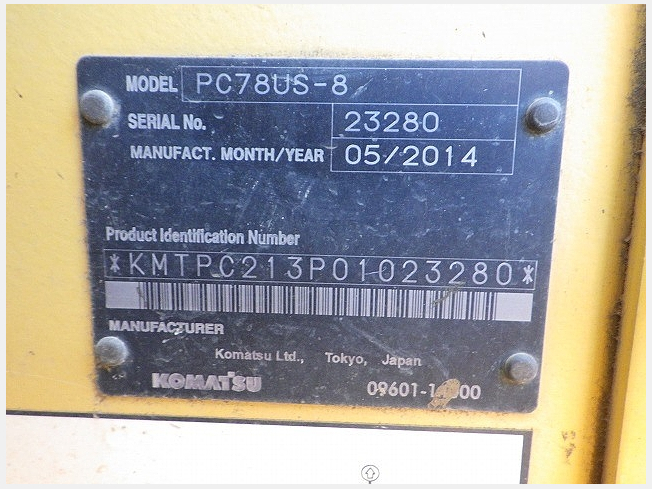 MODEL PC78US-8
SERIAL No. 23280
MANUFACT. MONTH/YEAR 05/2014
Product Identification Number
*KMTPC213P01023280*
MANUFACTURER
Komatsu Ltd., Tokyo, Japan
KOMATSU